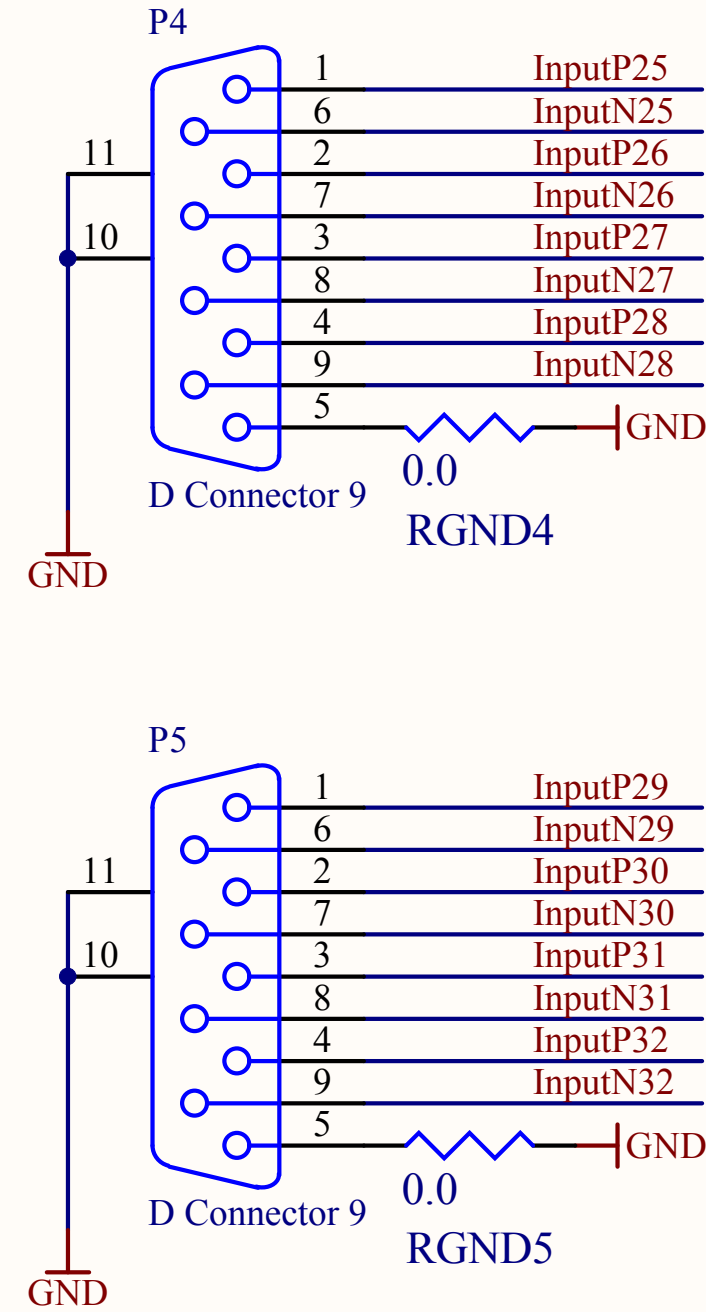 P4
1 InputP25
6 InputN25
11 2 InputP26
7 InputN26
10 3 InputP27
8 InputN27
4 InputP28
9 InputN28
5 GND
D Connector 9 0.0
RGND4
GND
P5
1 InputP29
6 InputN29
11 2 InputP30
7 InputN30
10 3 InputP31
8 InputN31
4 InputP32
9 InputN32
5 GND
D Connector 9 0.0
RGND5
GND